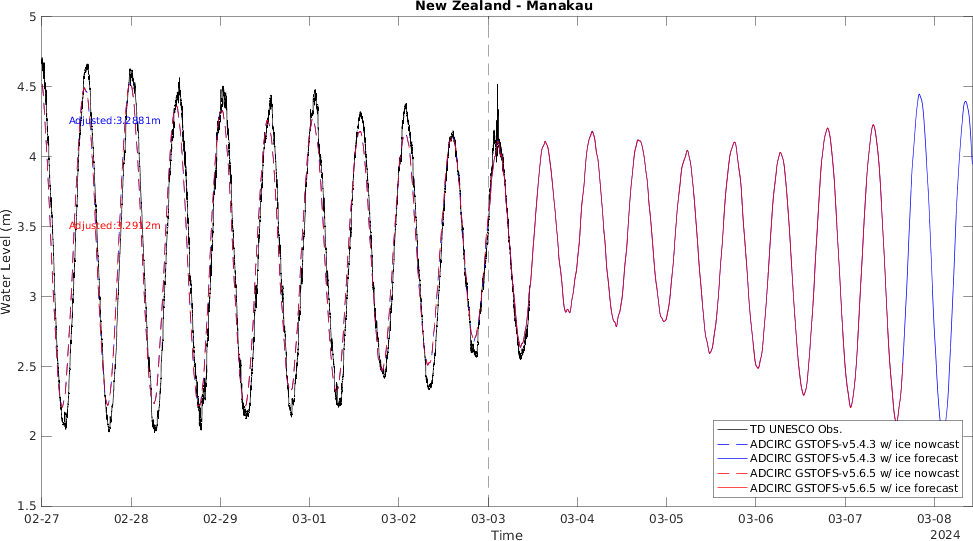 New Zealand - Manakau
5
4.5
4
3.5
3
2.5
2
1.5
Water Level (m)
Adjusted:3.2881m
Adjusted:3.2912m
TD UNESCO Obs.
ADCIRC GSTOFS-v5.4.3 w/ ice nowcast
ADCIRC GSTOFS-v5.4.3 w/ ice forecast
ADCIRC GSTOFS-v5.6.5 w/ ice nowcast
ADCIRC GSTOFS-v5.6.5 w/ ice forecast
02-27 02-28 02-29 03-01 03-02 03-03 03-04 03-05 03-06 03-07 03-08
Time
2024